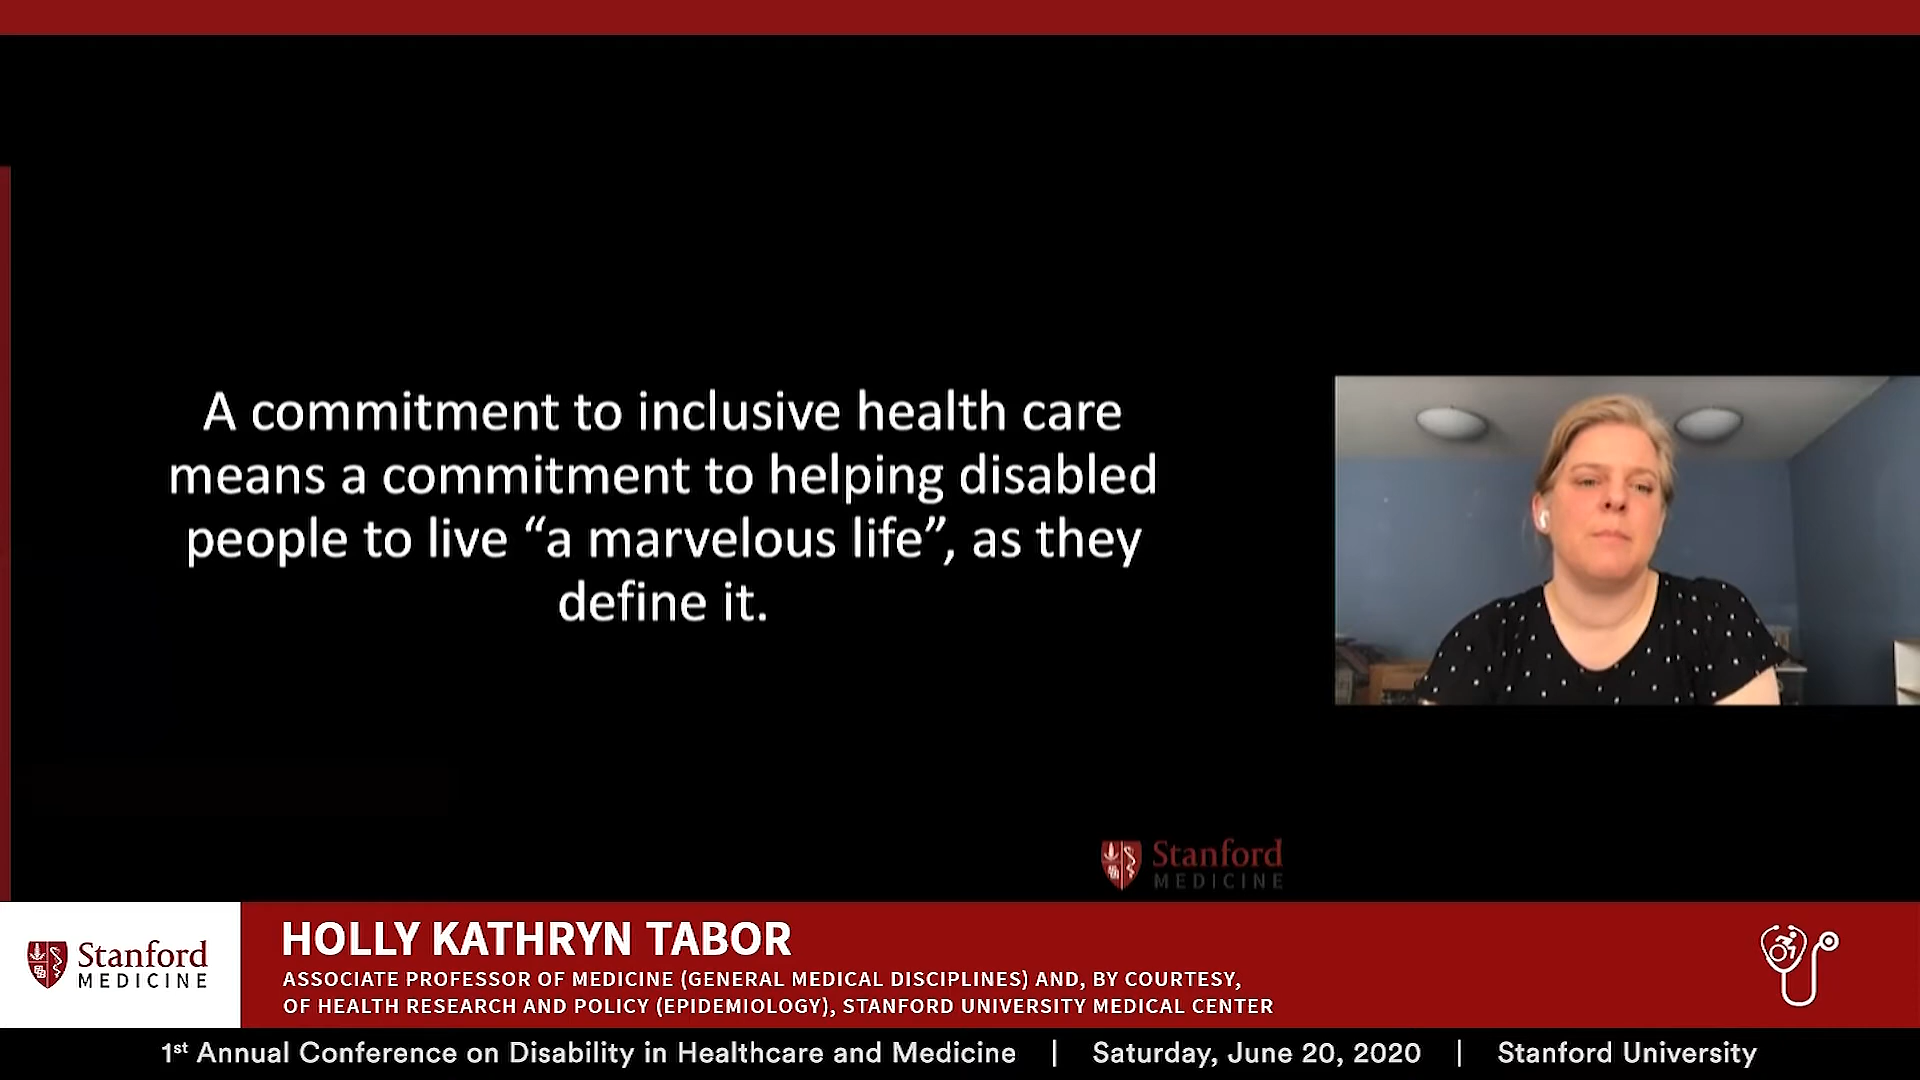 A commitment to inclusive health care
means a commitment to helping disabled
people to live “a marvelous life”, as they
define it.
Stanford
MEDICINE
Stanford
MEDICINE
HOLLY KATHRYN TABOR
ASSOCIATE PROFESSOR OF MEDICINE (GENERAL MEDICAL DISCIPLINES) AND, BY COURTESY,
OF HEALTH RESEARCH AND POLICY (EPIDEMIOLOGY), STANFORD UNIVERSITY MEDICAL CENTER
1st Annual Conference on Disability in Healthcare and Medicine | Saturday, June 20, 2020 | Stanford University